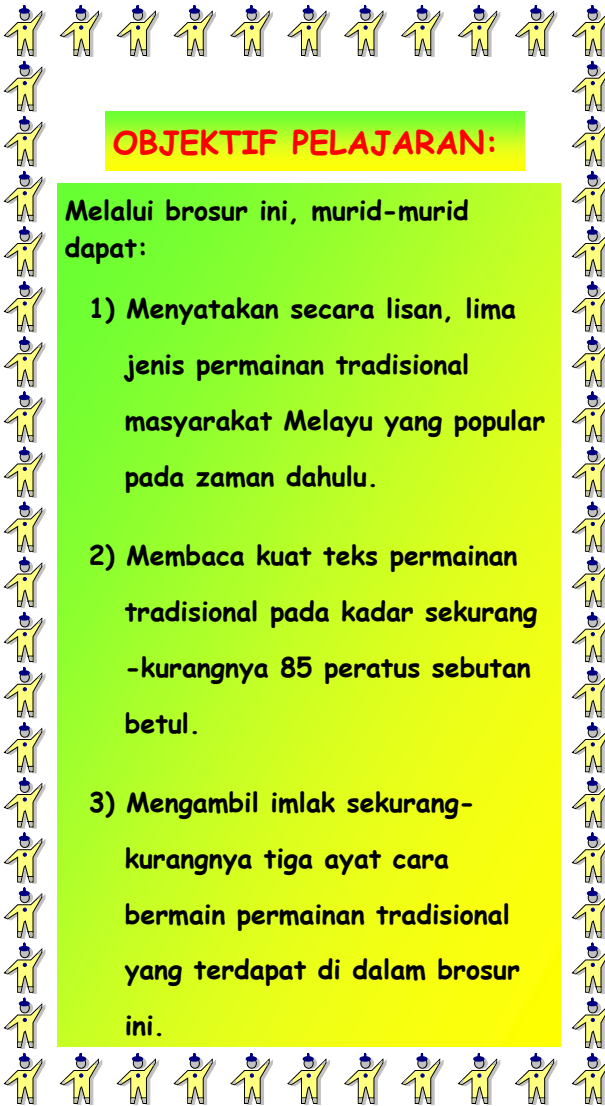 OBJEKTIF PELAJARAN:
Melalui brosur ini, murid-murid
dapat:
1) Menyatakan secara lisan, lima
jenis permainan tradisional
masyarakat Melayu yang popular
pada zaman dahulu.
2) Membaca kuat teks permainan
tradisional pada kadar sekurang
-kurangnya 85 peratus sebutan
betul.
3) Mengambil imlak sekurang-
kurangnya tiga ayat cara
bermain permainan tradisional
yang terdapat di dalam brosur
ini.